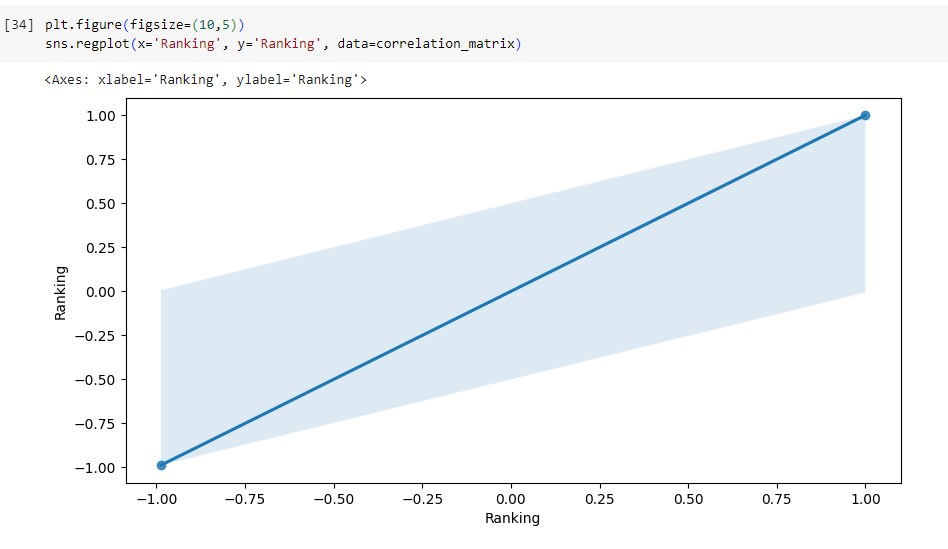 [34] plt.figure(figsize=(10,5))
sns.regplot(x='Ranking', y='Ranking', data=correlation_matrix)
<Axes: xlabel='Ranking', ylabel='Ranking'>
1.00
0.75
0.50
0.25
0.00
−0.25
−0.50
−0.75
−1.00
Ranking
−1.00 −0.75 −0.50 −0.25 0.00 0.25 0.50 0.75 1.00
Ranking